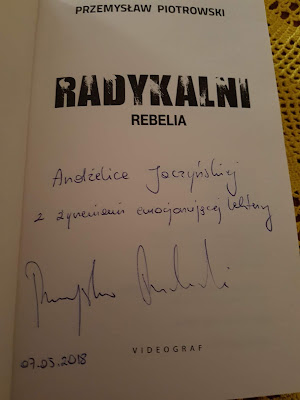 PRZEMYSŁAW PIOTROWSKI
RADYKALNI
REBELIA
Andżelice Jaczyńskiej
z życzeniami emocjonującej lektury
VIDEOGRAF
07.05.2018